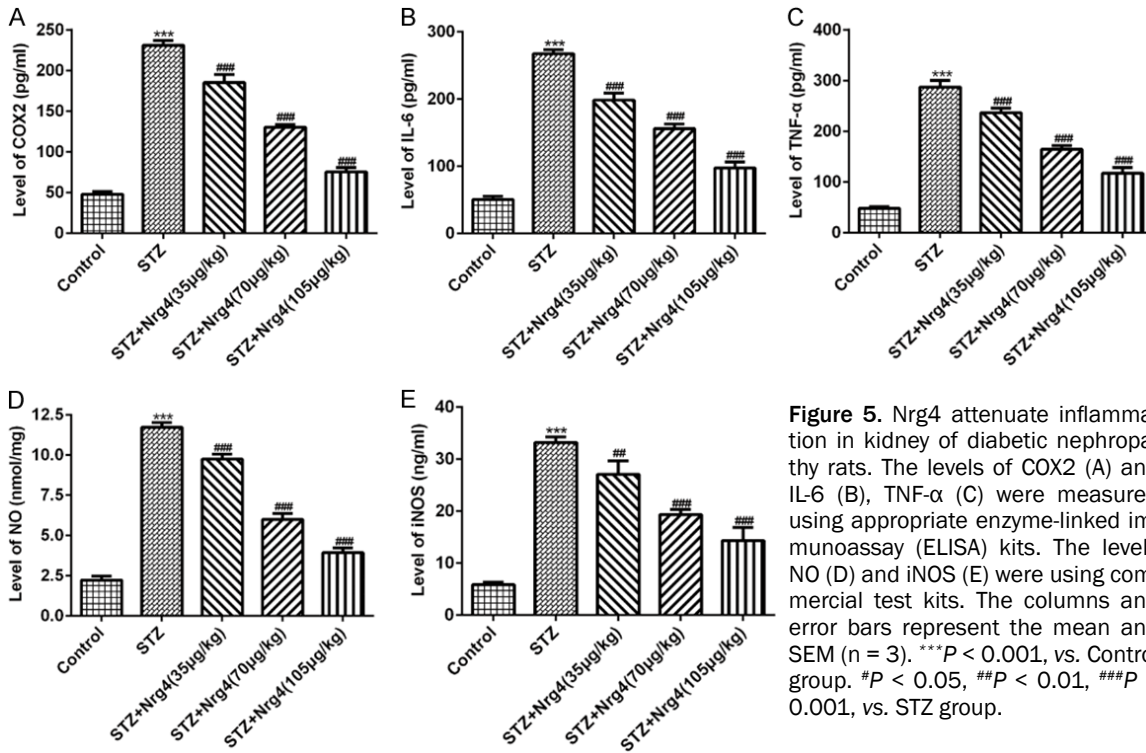 A
Level of COX2 (pg/ml)
250
200
150
100
50
0
***
###
###
###
Control
STZ
STZ+Nrg4(35μg/kg)
STZ+Nrg4(70μg/kg)
STZ+Nrg4(105μg/kg)
B
Level of IL-6 (pg/ml)
300
200
100
0
***
###
###
###
Control
STZ
STZ+Nrg4(35μg/kg)
STZ+Nrg4(70μg/kg)
STZ+Nrg4(105μg/kg)
C
Level of TNF-α (pg/ml)
400
300
200
100
0
***
###
###
###
Control
STZ
STZ+Nrg4(35μg/kg)
STZ+Nrg4(70μg/kg)
STZ+Nrg4(105μg/kg)
D
Level of NO (nmol/mg)
12.5
10.0
7.5
5.0
2.5
0.0
***
###
###
###
Control
STZ
STZ+Nrg4(35μg/kg)
STZ+Nrg4(70μg/kg)
STZ+Nrg4(105μg/kg)
E
Level of iNOS (ng/ml)
40
30
20
10
0
***
##
###
###
Control
STZ
STZ+Nrg4(35μg/kg)
STZ+Nrg4(70μg/kg)
STZ+Nrg4(105μg/kg)
Figure 5. Nrg4 attenuate inflamma
tion in kidney of diabetic nephropa
thy rats. The levels of COX2 (A) an
IL-6 (B), TNF-α (C) were measure
using appropriate enzyme-linked im
munoassay (ELISA) kits. The level
NO (D) and iNOS (E) were using com
mercial test kits. The columns an
error bars represent the mean an
SEM (n = 3). ***P < 0.001, vs. Contro
group. #P < 0.05, ##P < 0.01, ###P
0.001, vs. STZ group.